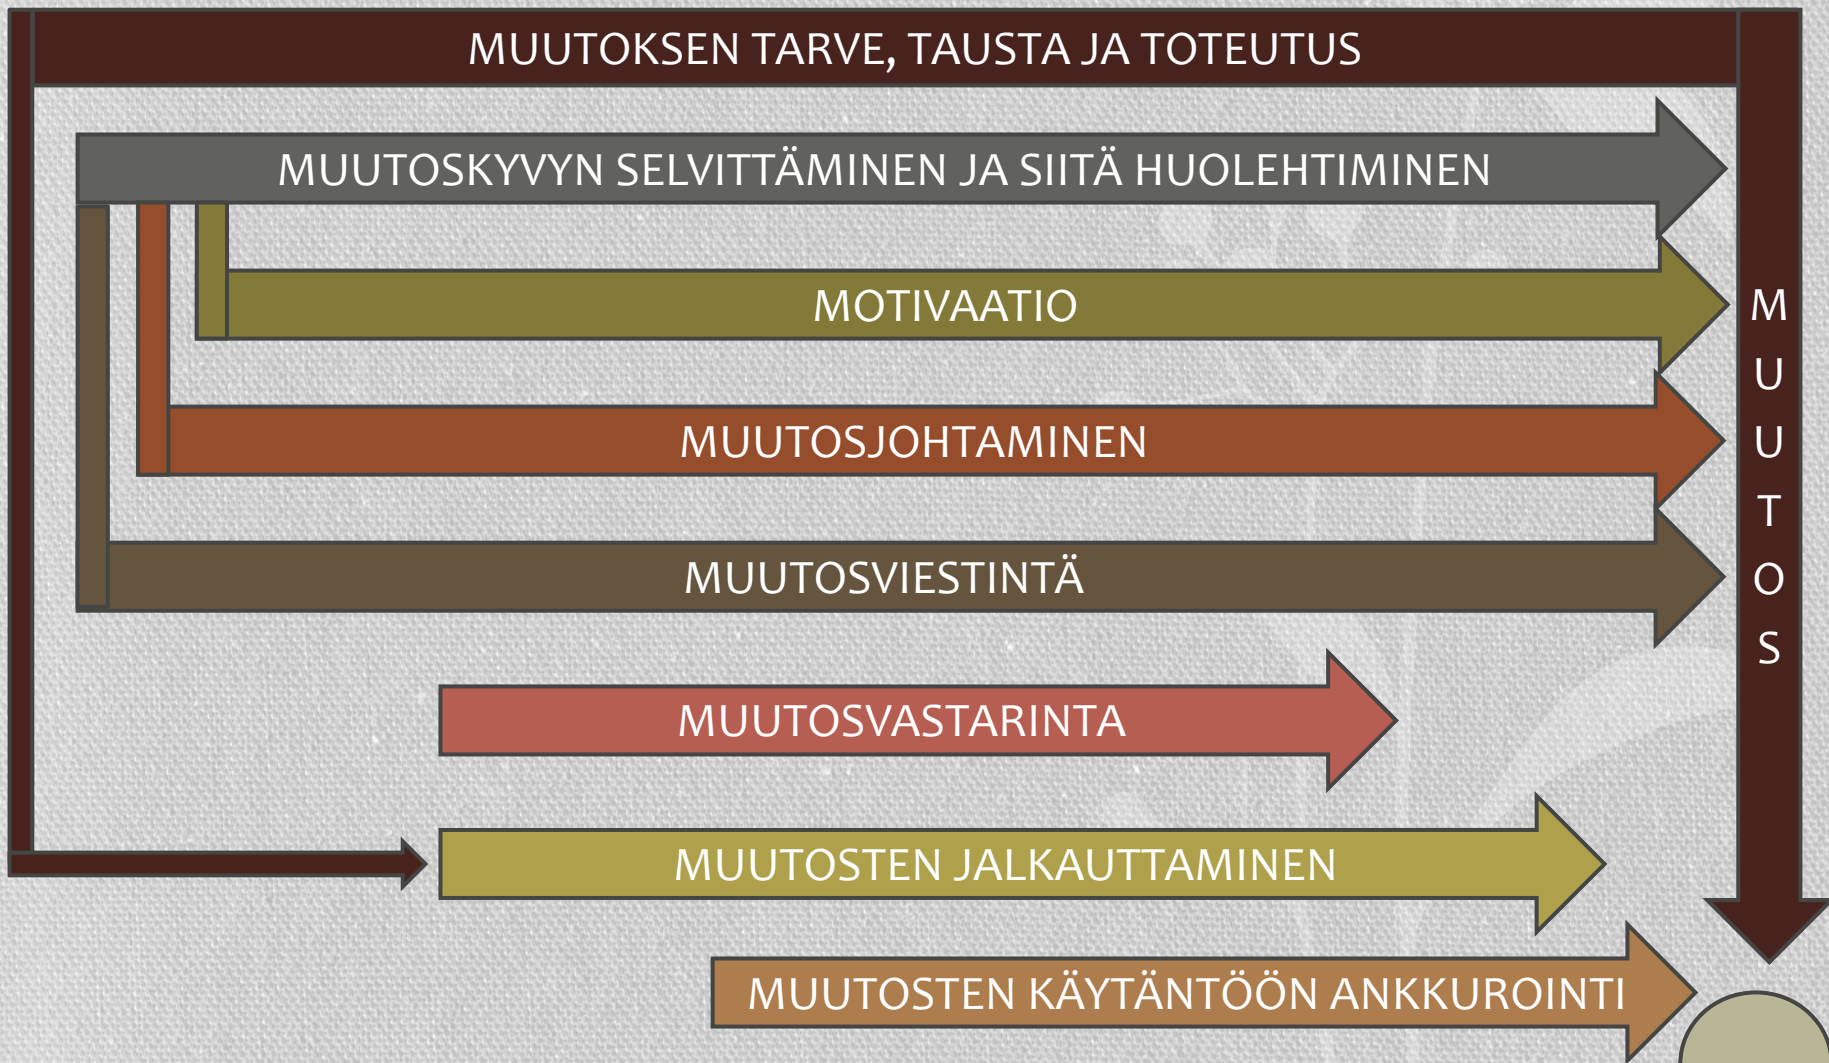 MUUTOKSEN TARVE, TAUSTA JA TOTEUTUS
MUUTOSKYVYN SELVITTÄMINEN JA SIITÄ HUOLEHTIMINEN
MOTIVAATIO
MUUTOSJOHTAMINEN
MUUTOSVIESTINTÄ
MUUTOSVASTARINTA
MUUTOSTEN JALKAUTTAMINEN
MUUTOSTEN KÄYTÄNTÖÖN ANKKUROINTI
M
U
U
T
O
S